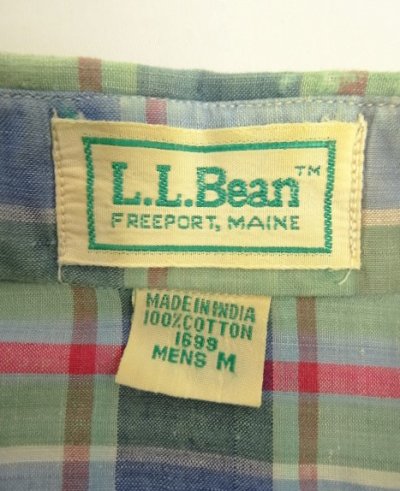 L.L.Bean™
FREEPORT, MAINE
MADE IN INDIA
100% COTTON
1699
MENS M